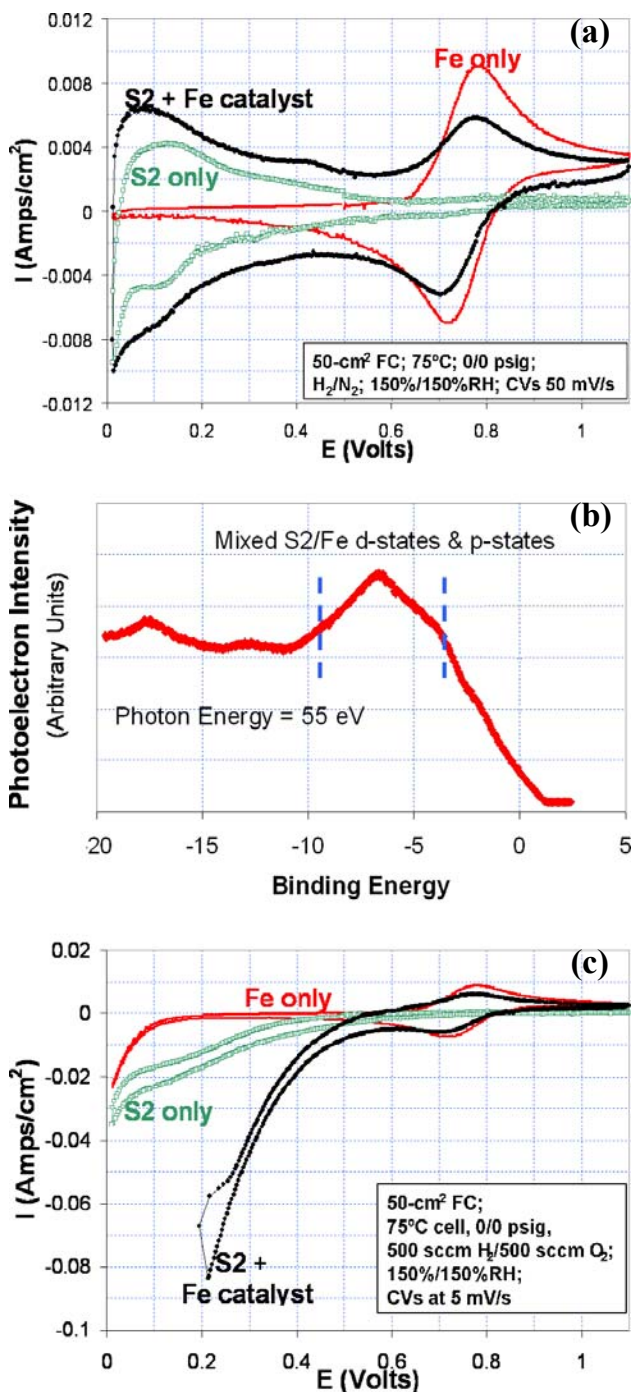 (a)
0.012
0.008
0.004
0
-0.004
-0.008
-0.012
I (Amps/cm²)
Fe only
S2 + Fe catalyst
S2 only
50-cm² FC; 75ºC; 0/0 psig;
H₂/N₂; 150%/150%RH; CVs 50 mV/s
0 0.2 0.4 0.6 0.8 1
E (Volts)
(b)
Photoelectron Intensity
(Arbitrary Units)
Mixed S2/Fe d-states & p-states
Photon Energy = 55 eV
-20 -15 -10 -5 0 5
Binding Energy
(c)
0.02
0
-0.02
-0.04
-0.06
-0.08
-0.1
I (Amps/cm²)
Fe only
S2 only
S2 +
Fe catalyst
50-cm² FC;
75ºC cell, 0/0 psig,
500 sccm H₂/500 sccm O₂;
150%/150%RH;
CVs at 5 mV/s
0 0.2 0.4 0.6 0.8 1
E (Volts)